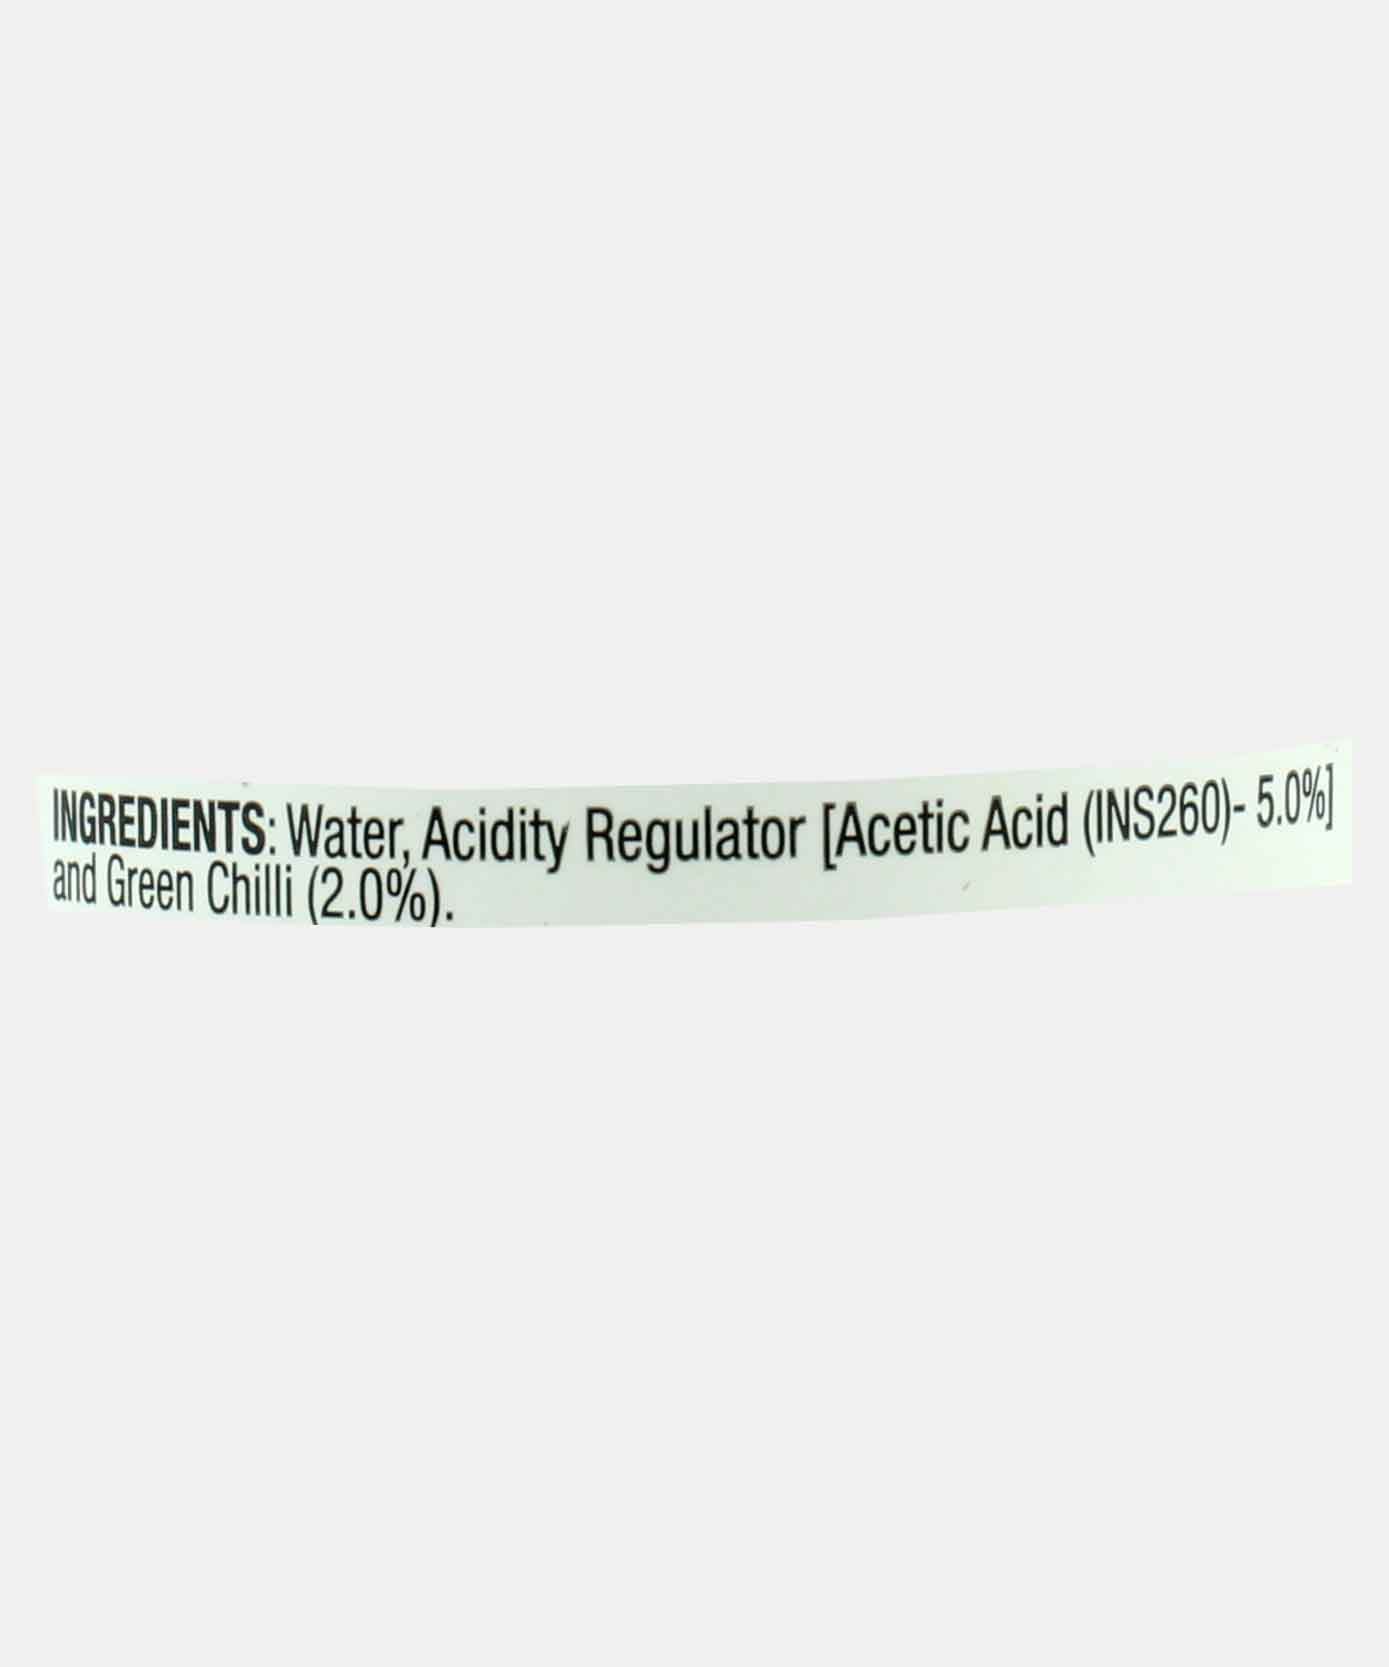 INGREDIENTS: Water, Acidity Regulator [Acetic Acid (INS260)- 5.0%]
and Green Chilli (2.0%).